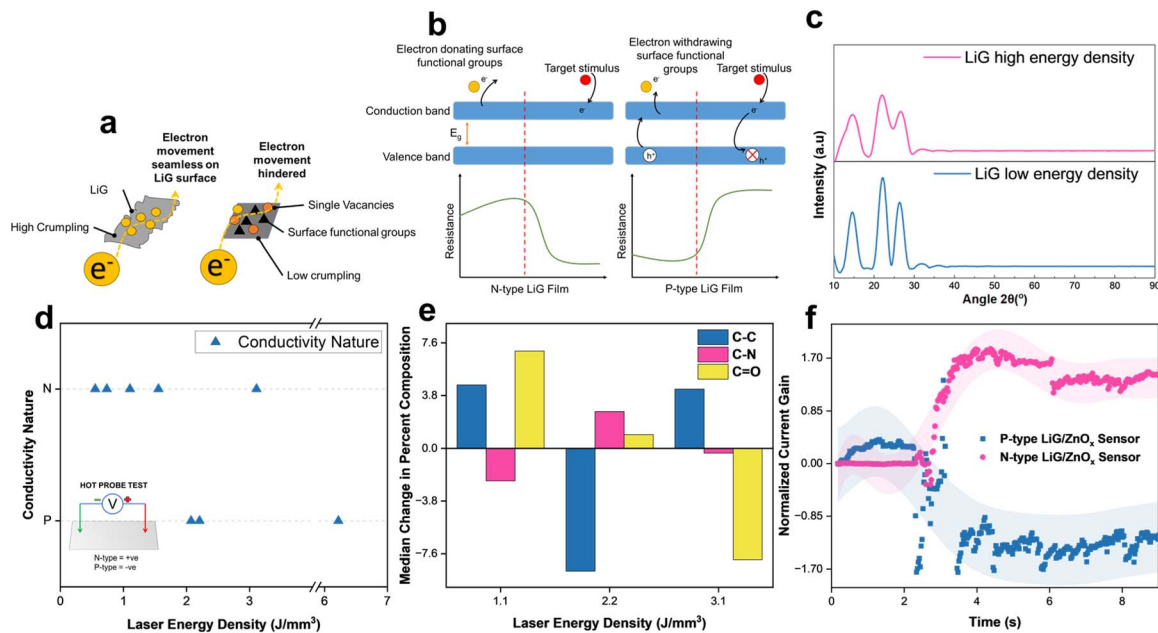 a
Electron
movement
seamless on
LiG surface
Electron
movement
hindered
LiG
High Crumpling
Single Vacancies
Surface functional groups
Low crumpling
e⁻
e⁻
b
Electron donating surface
functional groups
Target stimulus
Electron withdrawing
surface functional
groups
Target stimulus
e⁻
e⁻
e⁻
e⁻
Conduction band
E_g
Valence band
h⁺
h⁺
Resistance
N-type LiG Film
Resistance
P-type LiG Film
c
LiG high energy density
LiG low energy density
Intensity (a.u)
10 20 30 40 50 60 70 80 90
Angle 2θ(°)
d
Conductivity Nature
N
P
Conductivity Nature
HOT PROBE TEST
− V +
N-type = +ve
P-type = -ve
0 1 2 3 4 6 7
Laser Energy Density (J/mm³)
e
C-C
C-N
C=O
7.6
3.8
0.0
−3.8
−7.6
Median Change in Percent Composition
1.1 2.2 3.1
Laser Energy Density (J/mm³)
f
1.70
0.85
0.00
−0.85
−1.70
Normalized Current Gain
P-type LiG/ZnOₓ Sensor
N-type LiG/ZnOₓ Sensor
0 2 4 6 8
Time (s)